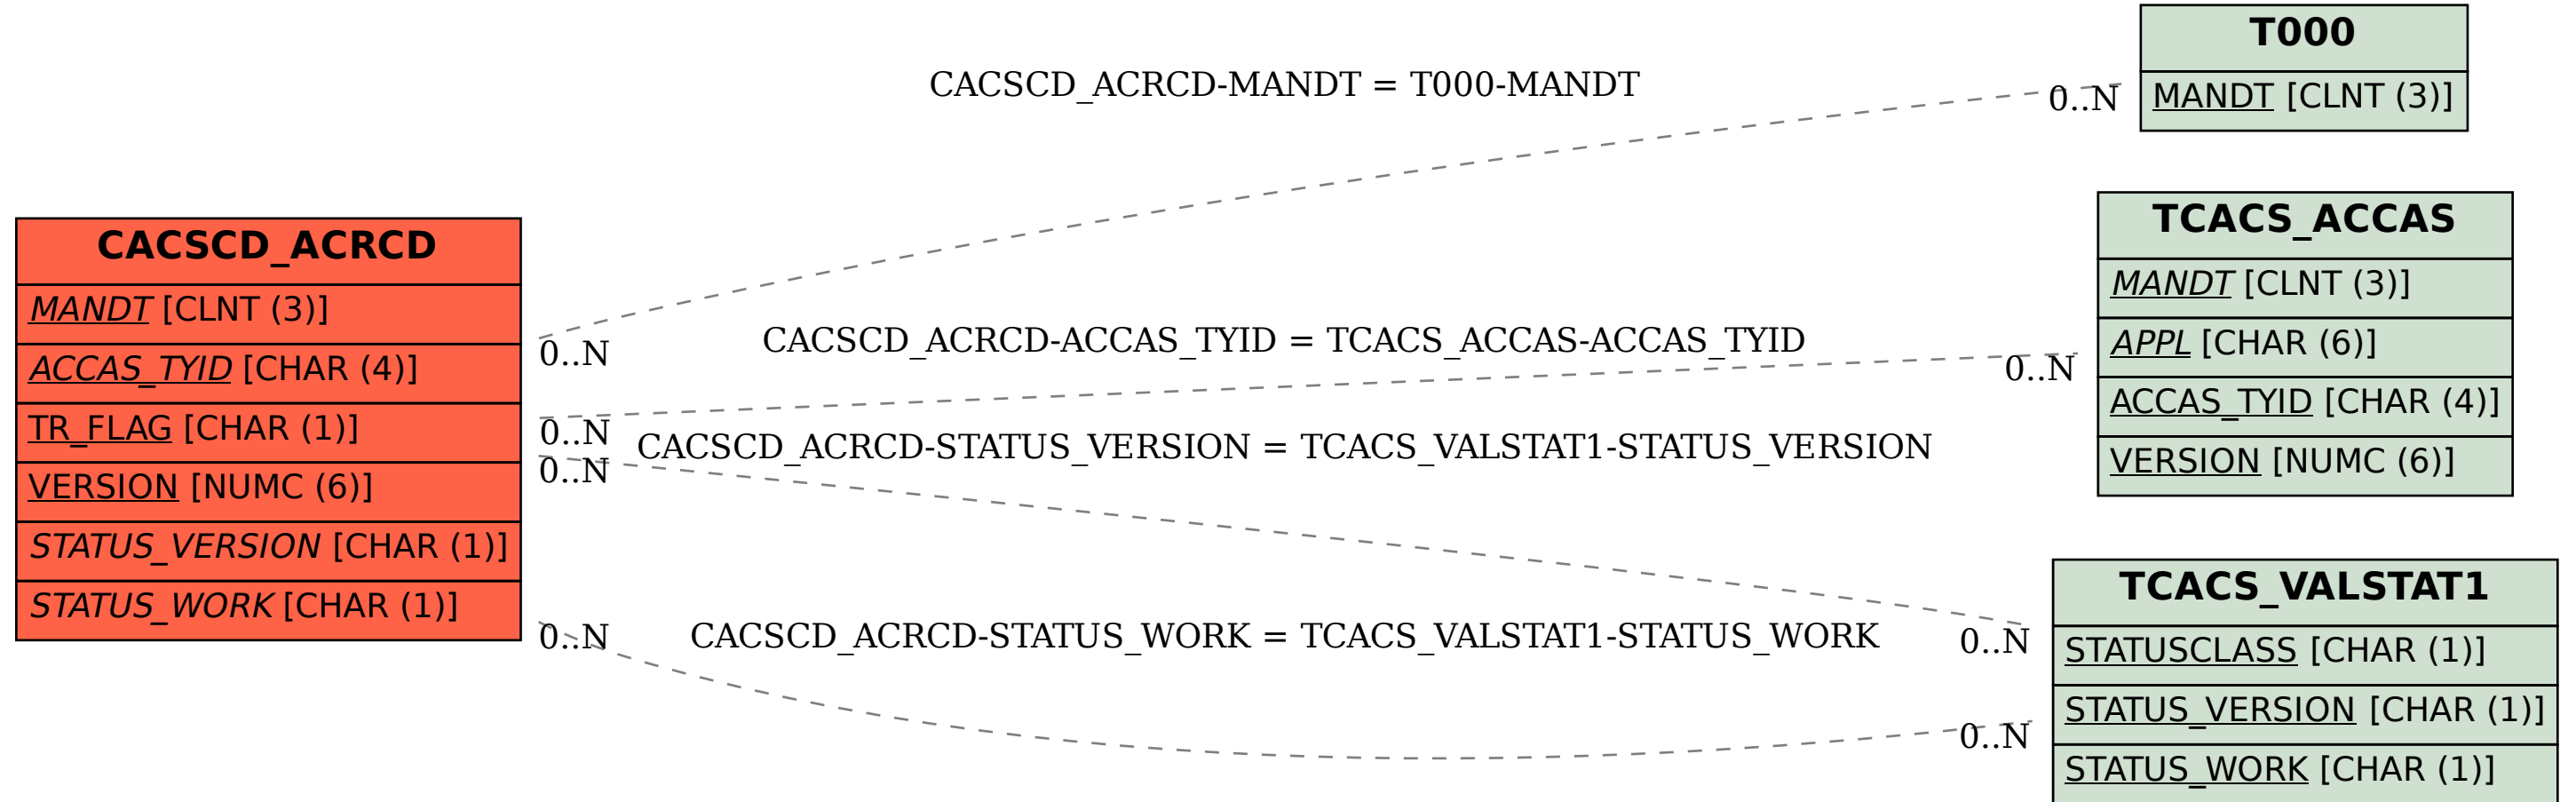 CACSCD_ACRCD
MANDT [CLNT (3)]
ACCAS_TYID [CHAR (4)]
TR_FLAG [CHAR (1)]
VERSION [NUMC (6)]
STATUS_VERSION [CHAR (1)]
STATUS_WORK [CHAR (1)]
CACSCD_ACRCD-MANDT = T000-MANDT
0..N
0..N
CACSCD_ACRCD-ACCAS_TYID = TCACS_ACCAS-ACCAS_TYID
0..N
0..N
CACSCD_ACRCD-STATUS_VERSION = TCACS_VALSTAT1-STATUS_VERSION
0..N
0..N
CACSCD_ACRCD-STATUS_WORK = TCACS_VALSTAT1-STATUS_WORK
0..N
0..N
T000
MANDT [CLNT (3)]
TCACS_ACCAS
MANDT [CLNT (3)]
APPL [CHAR (6)]
ACCAS_TYID [CHAR (4)]
VERSION [NUMC (6)]
TCACS_VALSTAT1
STATUSCLASS [CHAR (1)]
STATUS_VERSION [CHAR (1)]
STATUS_WORK [CHAR (1)]